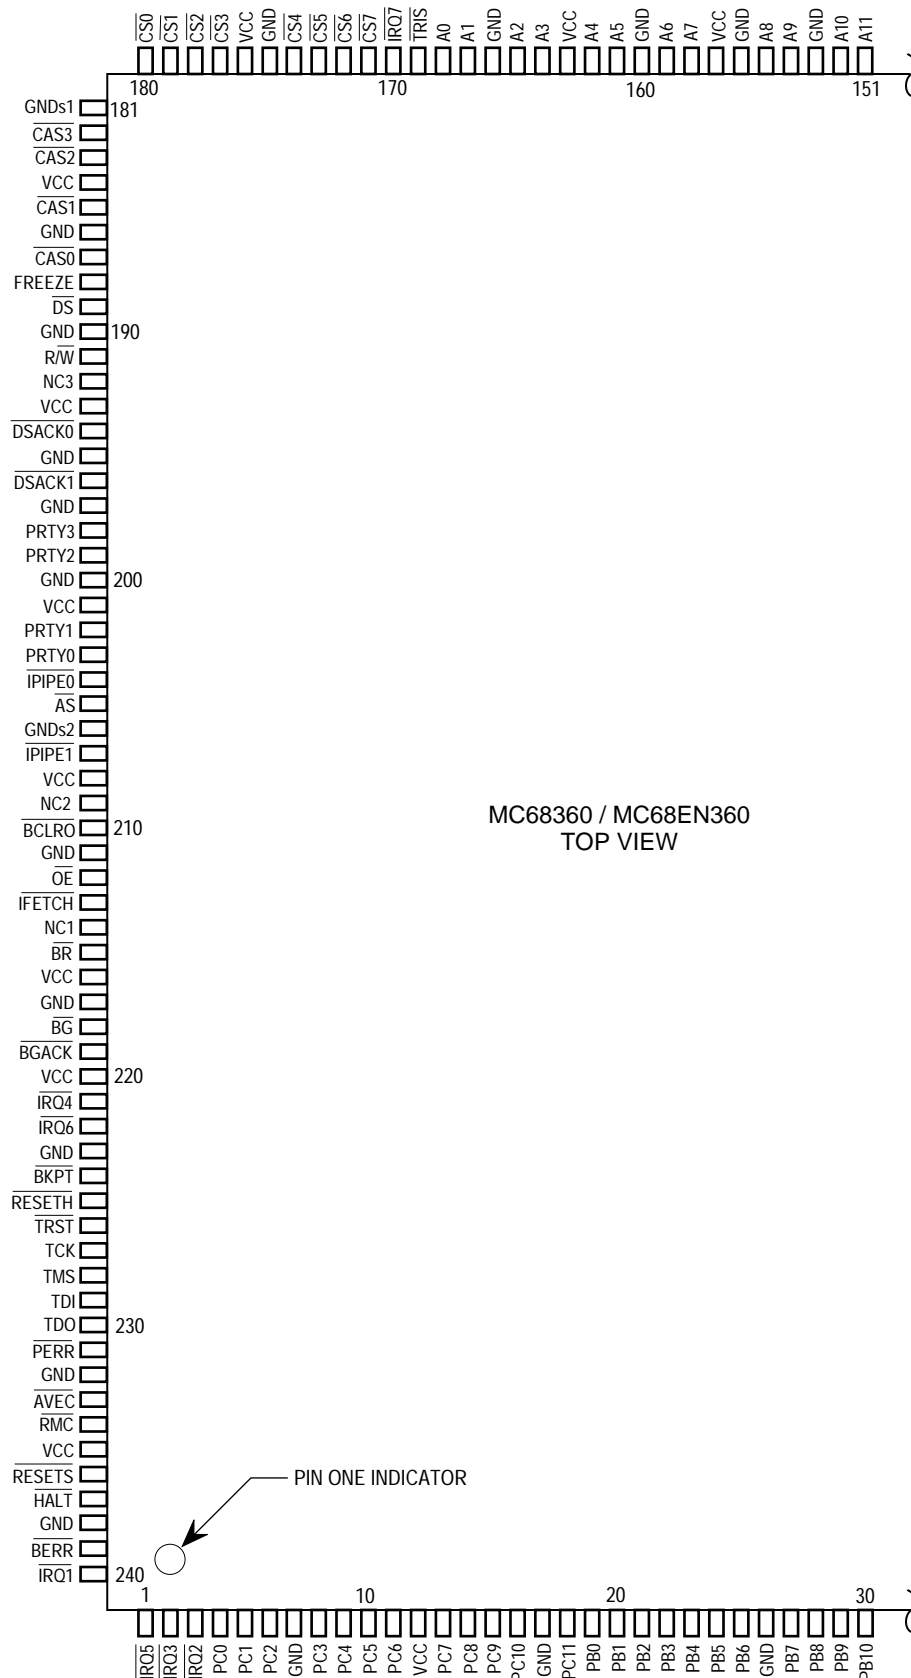 CS0 CS1 CS2 CS3 VCC GND CS4 CS5 CS6 CS7 IRQ7 TRIS A0 A1 GND A2 A3 VCC A4 A5 GND A6 A7 VCC GND A8 A9 GND A10 A11
180 170 160 151
GNDs1 181
CAS3
CAS2
VCC
CAS1
GND
CAS0
FREEZE
DS
GND 190
R/W
NC3
VCC
DSACK0
GND
DSACK1
GND
PRTY3
PRTY2
GND 200
VCC
PRTY1
PRTY0
IPIPE0
AS
GNDs2
IPIPE1
VCC
NC2
MC68360 / MC68EN360
TOP VIEW
BCLRO 210
GND
OE
IFETCH
NC1
BR
VCC
GND
BG
BGACK
VCC 220
IRQ4
IRQ6
GND
BKPT
RESETH
TRST
TCK
TMS
TDI
TDO 230
PERR
GND
AVEC
RMC
VCC
RESETS
PIN ONE INDICATOR
HALT
GND
BERR
IRQ1 240
1 10 20 30
IRQ5 IRQ3 IRQ2 PC0 PC1 PC2 GND PC3 PC4 PC5 PC6 VCC PC7 PC8 PC9 PC10 GND PC11 PB0 PB1 PB2 PB3 PB4 PB5 PB6 GND PB7 PB8 PB9 PB10